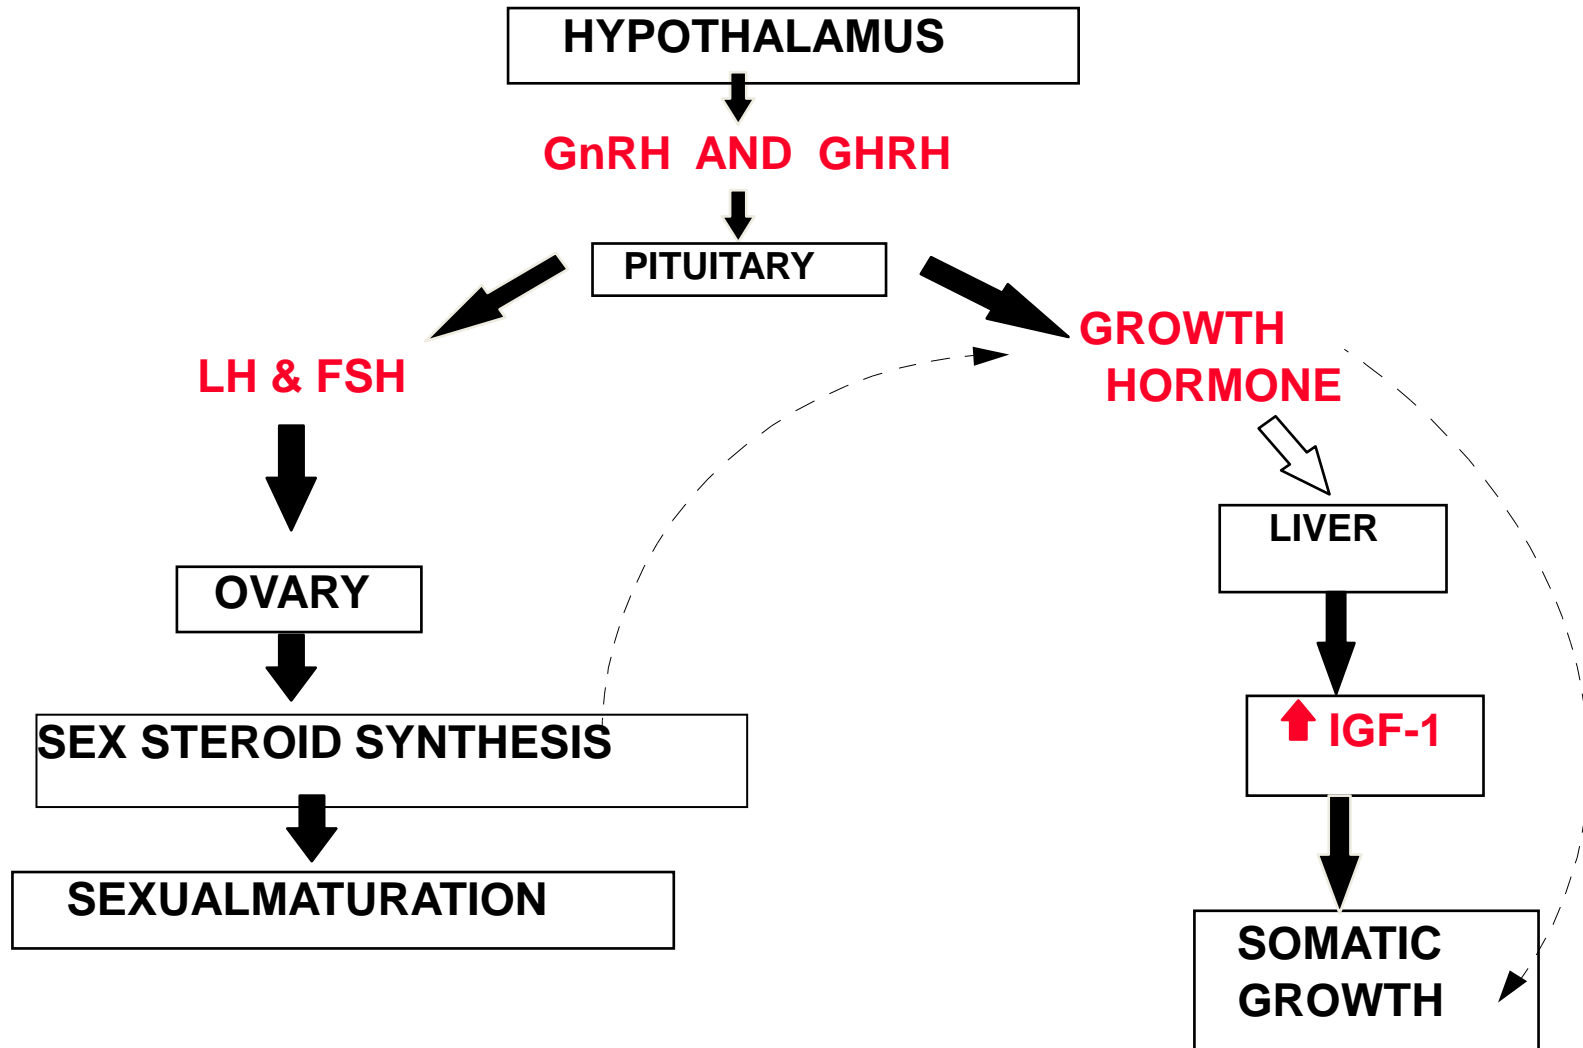 HYPOTHALAMUS
GnRH AND GHRH
PITUITARY
LH & FSH
GROWTH
HORMONE
OVARY
LIVER
SEX STEROID SYNTHESIS
IGF-1
SEXUALMATURATION
SOMATIC
GROWTH